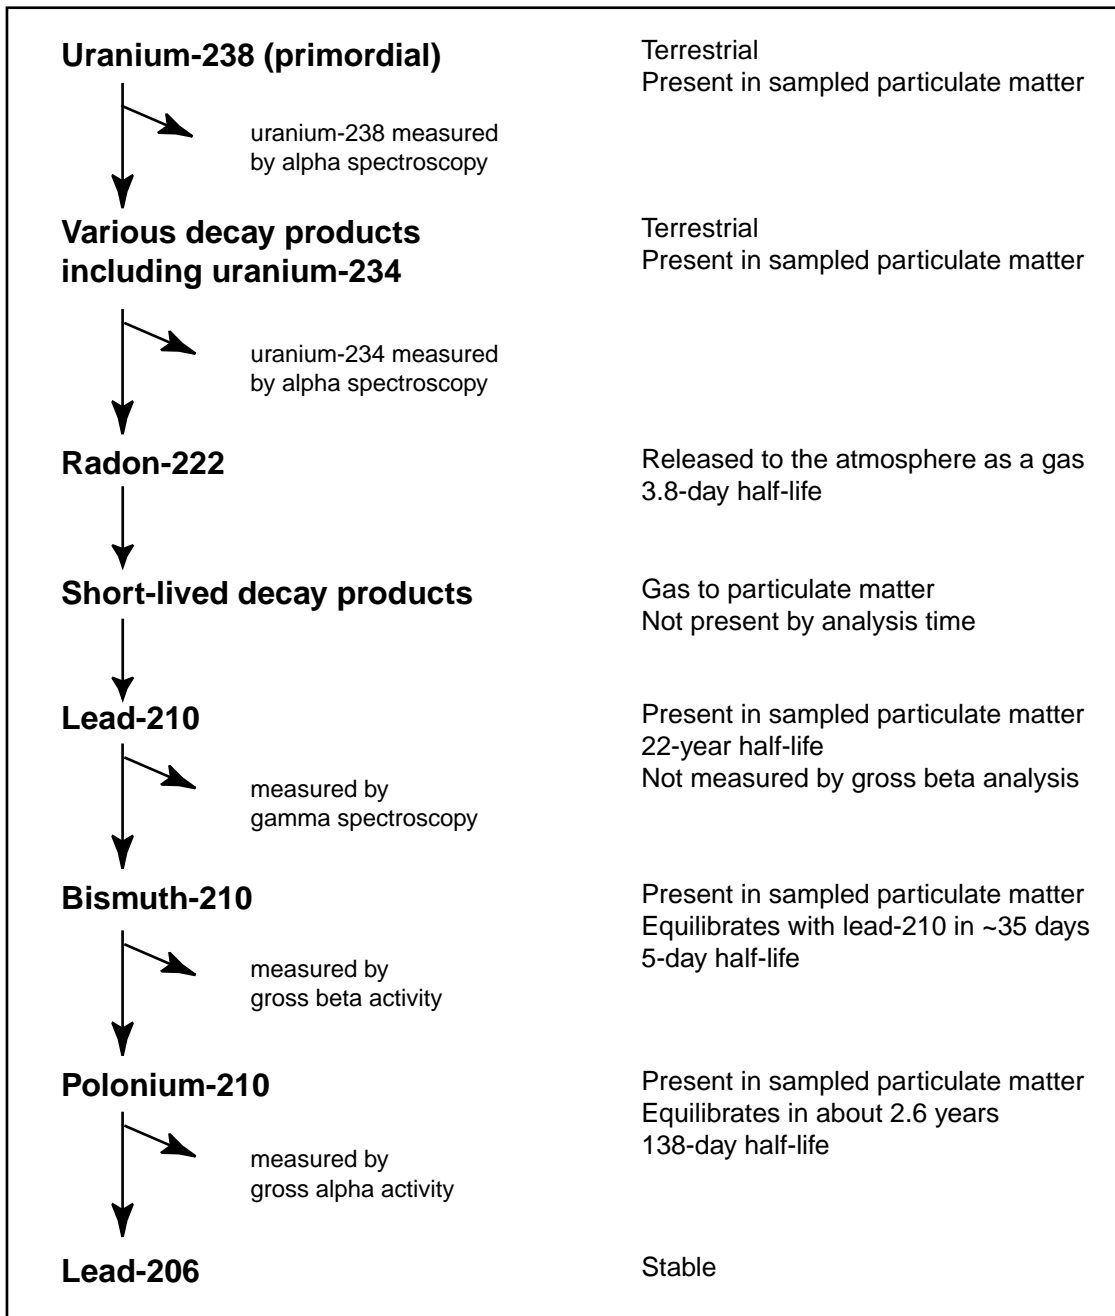 Uranium-238 (primordial)
Terrestrial
Present in sampled particulate matter
uranium-238 measured
by alpha spectroscopy
Various decay products
including uranium-234
Terrestrial
Present in sampled particulate matter
uranium-234 measured
by alpha spectroscopy
Radon-222
Released to the atmosphere as a gas
3.8-day half-life
Short-lived decay products
Gas to particulate matter
Not present by analysis time
Lead-210
Present in sampled particulate matter
22-year half-life
Not measured by gross beta analysis
measured by
gamma spectroscopy
Bismuth-210
Present in sampled particulate matter
Equilibrates with lead-210 in ~35 days
5-day half-life
measured by
gross beta activity
Polonium-210
Present in sampled particulate matter
Equilibrates in about 2.6 years
138-day half-life
measured by
gross alpha activity
Lead-206
Stable